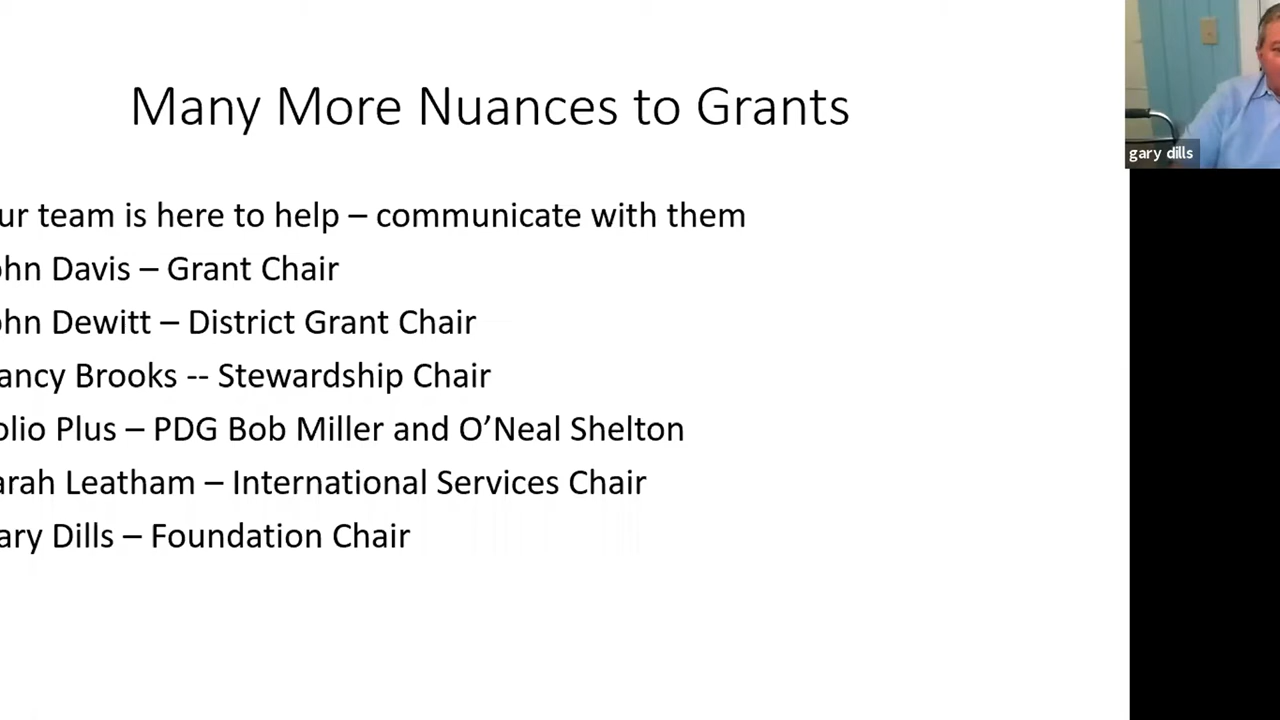 Many More Nuances to Grants
ur team is here to help – communicate with them
ohn Davis – Grant Chair
ohn Dewitt – District Grant Chair
ancy Brooks -- Stewardship Chair
olio Plus – PDG Bob Miller and O’Neal Shelton
arah Leatham – International Services Chair
ary Dills – Foundation Chair
gary dills